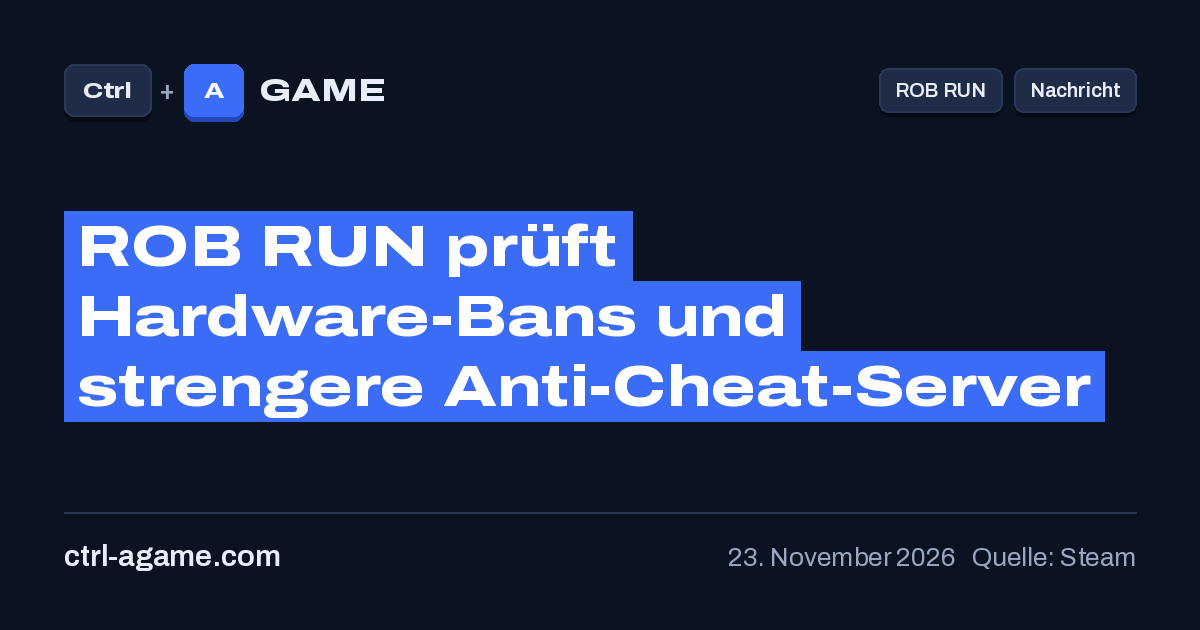 Ctrl + A GAME
ROB RUN Nachricht
ROB RUN prüft
Hardware-Bans und
strengere Anti-Cheat-Server
ctrl-agame.com
23. November 2026 Quelle: Steam